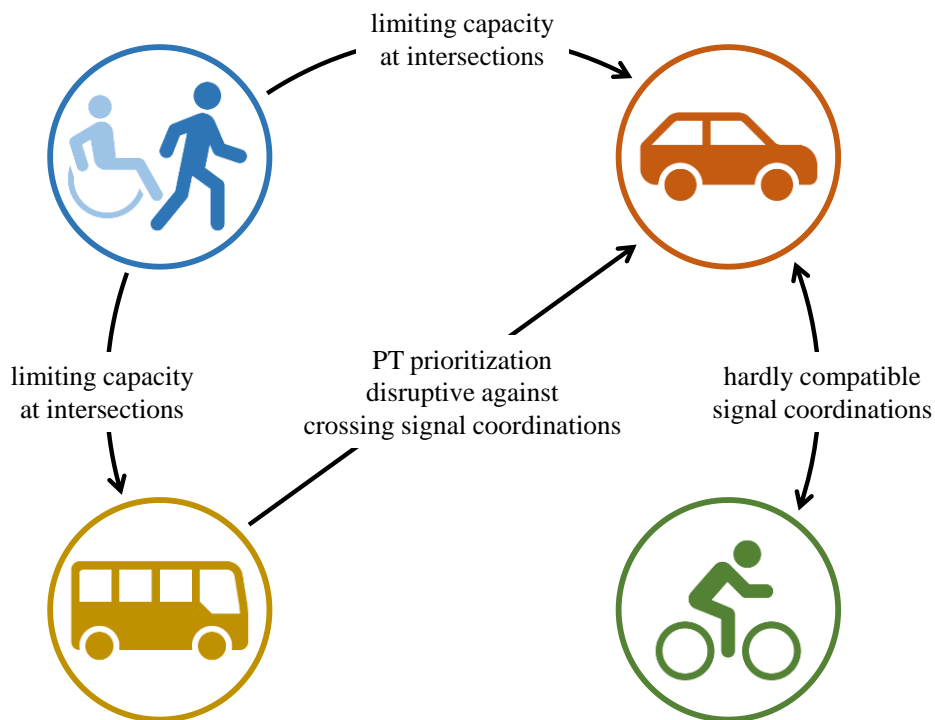 limiting capacity
at intersections
limiting capacity
at intersections
PT prioritization
disruptive against
crossing signal coordinations
hardly compatible
signal coordinations